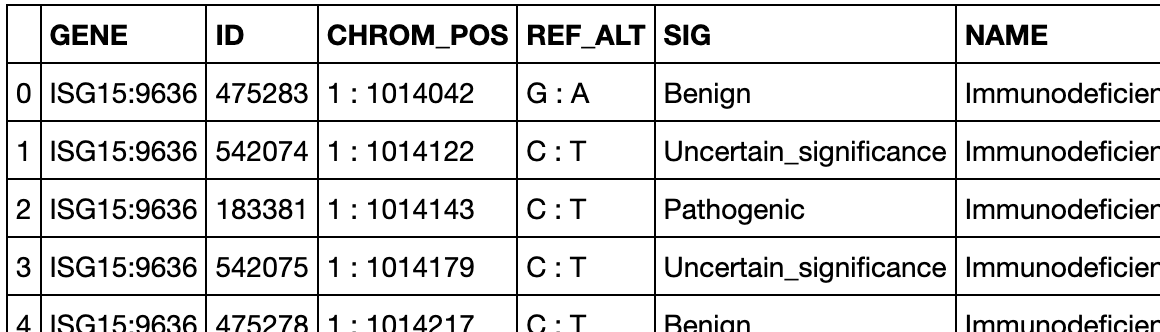 GENE ID CHROM_POS REF_ALT SIG NAME
0 ISG15:9636 475283 1 : 1014042 G : A Benign Immunodeficien
1 ISG15:9636 542074 1 : 1014122 C : T Uncertain_significance Immunodeficien
2 ISG15:9636 183381 1 : 1014143 C : T Pathogenic Immunodeficien
3 ISG15:9636 542075 1 : 1014179 C : T Uncertain_significance Immunodeficien
4 ISG15:9636 475278 1 : 1014217 C : T Benign Immunodeficien